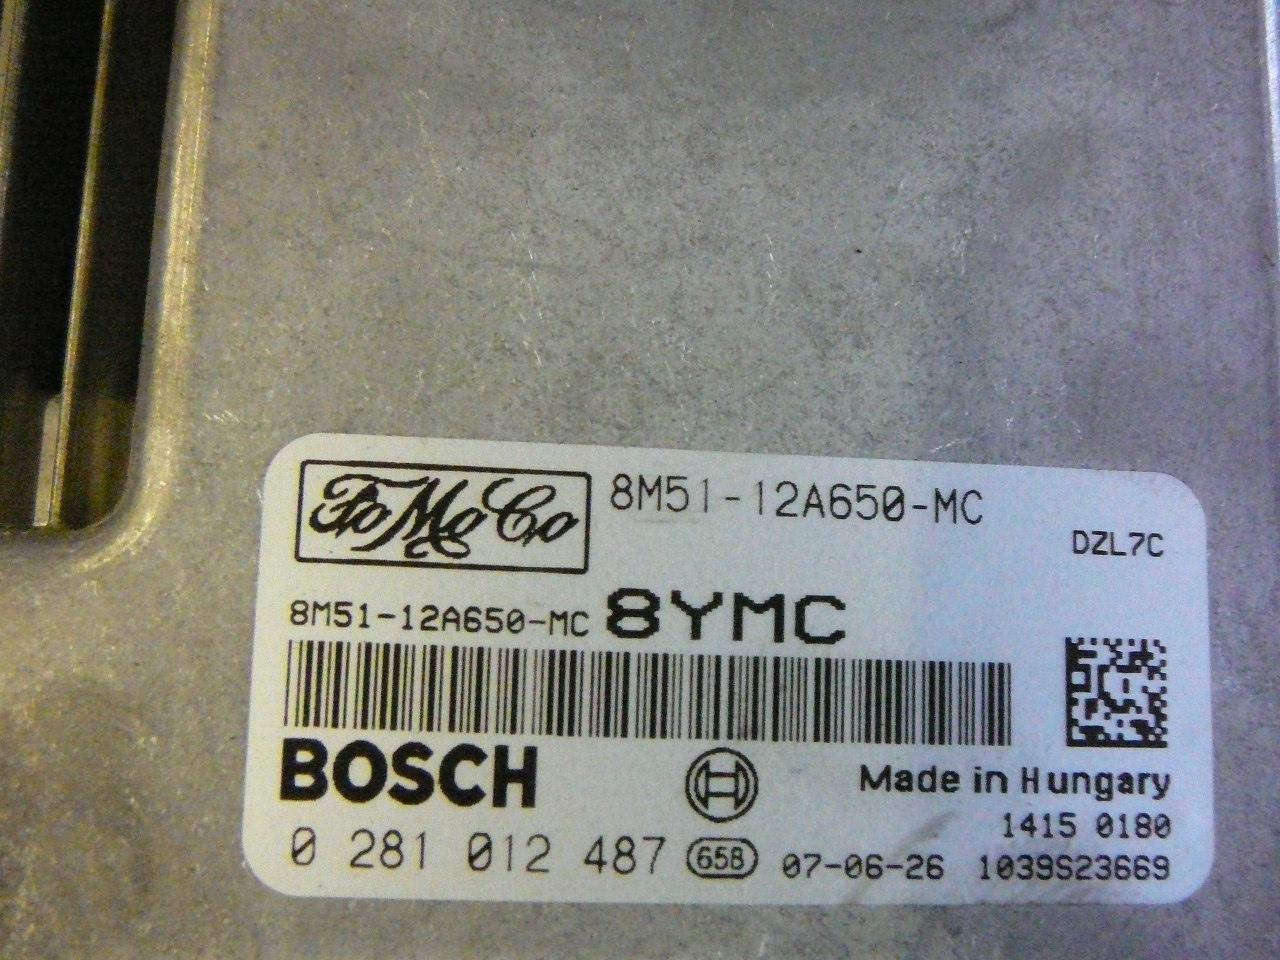 FoMoCo 8M51-12A650-MC
DZL7C
8M51-12A650-MC 8YMC
BOSCH
Made in Hungary
1415 0180
0 281 012 487 658 07-06-26 1039S23669